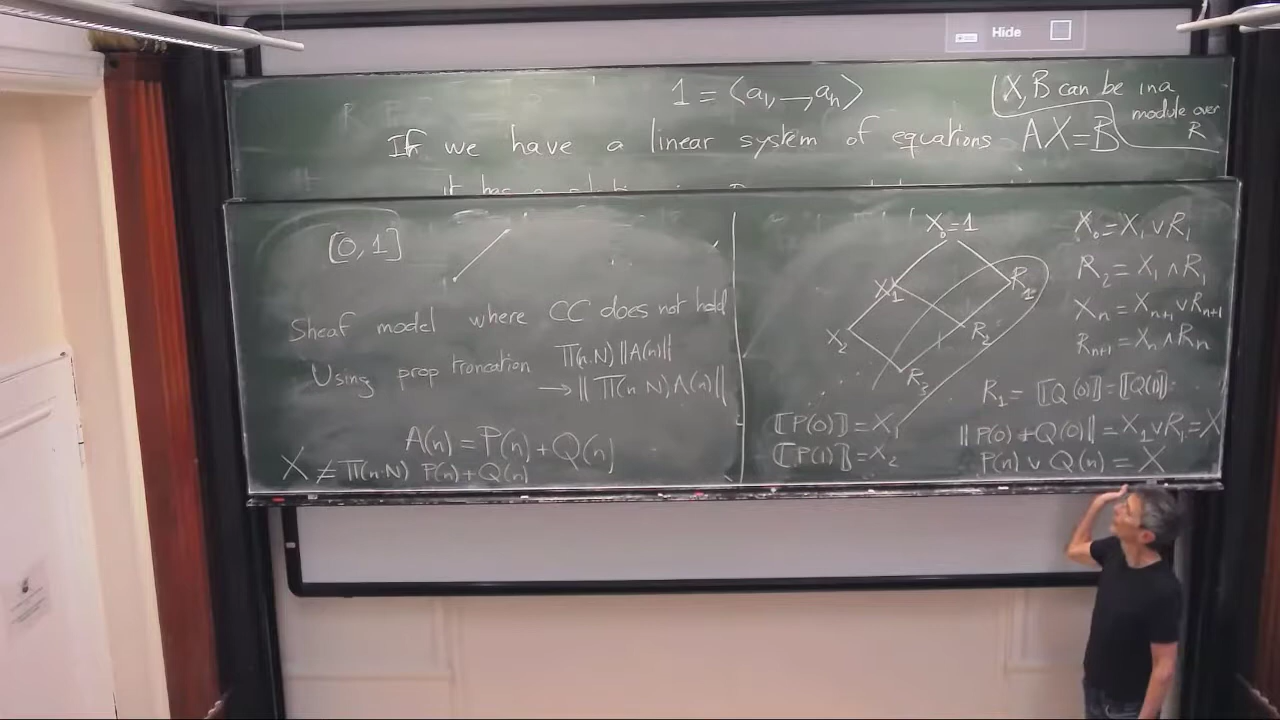 Hide
1 = ⟨a₁, —, aₙ⟩
X, B can be in a
module over
R
If we have a linear system of equations AX = B
it has a
[0, 1]
Sheaf model where CC does not hold
Using prop troncation Π(n:N) ‖A(n)‖
→ ‖Π(n:N) A(n)‖
A(n) = P(n) + Q(n)
X ≠ Π(n:N) P(n) + Q(n)
X₀ = 1
X₁
R₁
X₂
R₂
R₃
X₀ = X₁ ∨ R₁
R₂ = X₁ ∧ R₁
Xₙ = Xₙ₊₁ ∨ Rₙ₊₁
Rₙ₊₁ = Xₙ ∧ Rₙ
R₁ = ⟦Q(0)⟧ = ⟦Q(1)⟧
⟦P(0)⟧ = X₁
⟦P(1)⟧ = X₂
‖P(0) + Q(0)‖ = X₁ ∨ R₁ = X
P(n) ∨ Q(n) = X